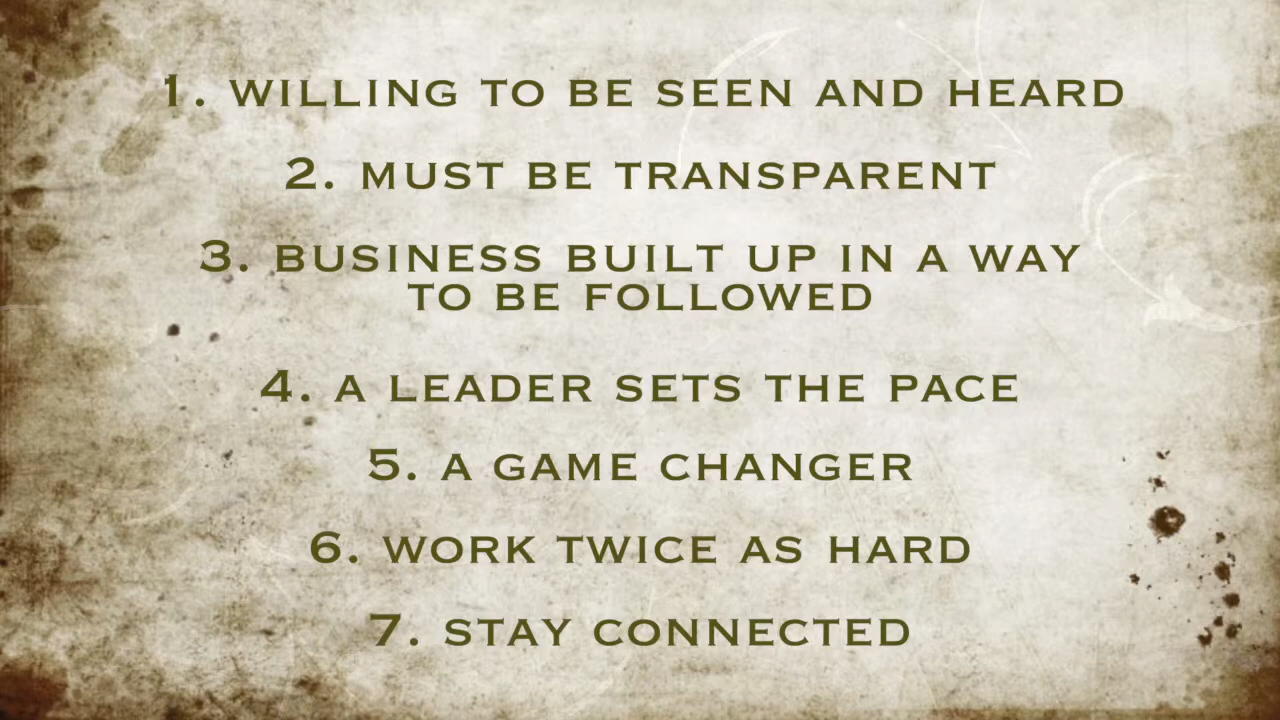 1. WILLING TO BE SEEN AND HEARD
2. MUST BE TRANSPARENT
3. BUSINESS BUILT UP IN A WAY
TO BE FOLLOWED
4. A LEADER SETS THE PACE
5. A GAME CHANGER
6. WORK TWICE AS HARD
7. STAY CONNECTED